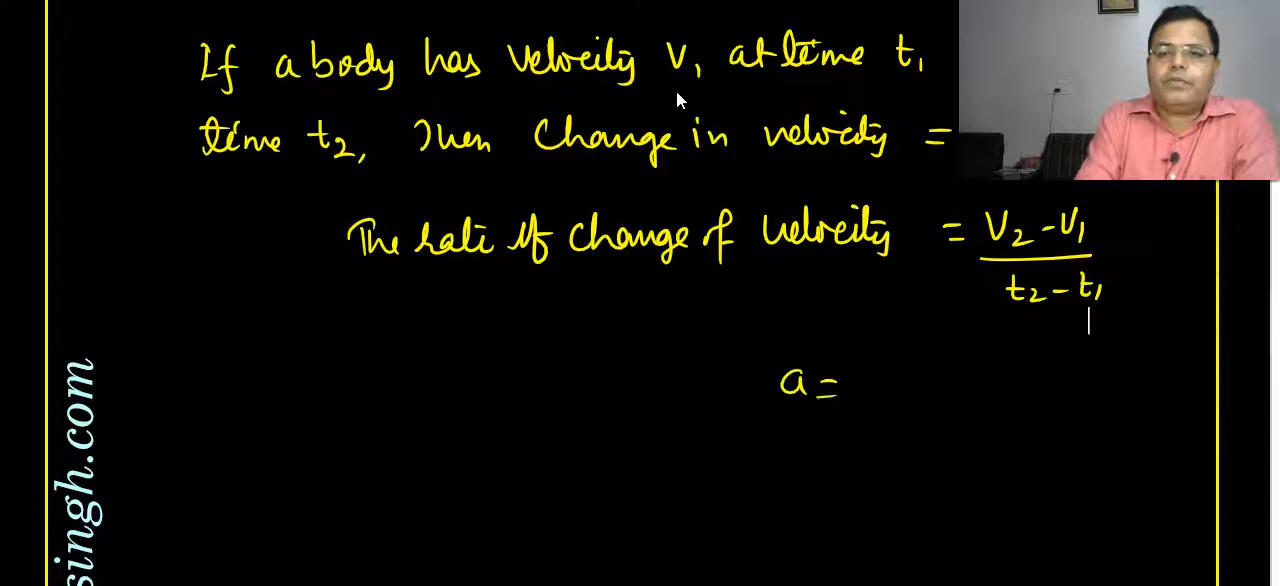 If a body has velocity v₁ at time t₁
time t₂, then change in velocity =
The rate of change of velocity = v₂ - v₁ / t₂ - t₁
a =
singh.com